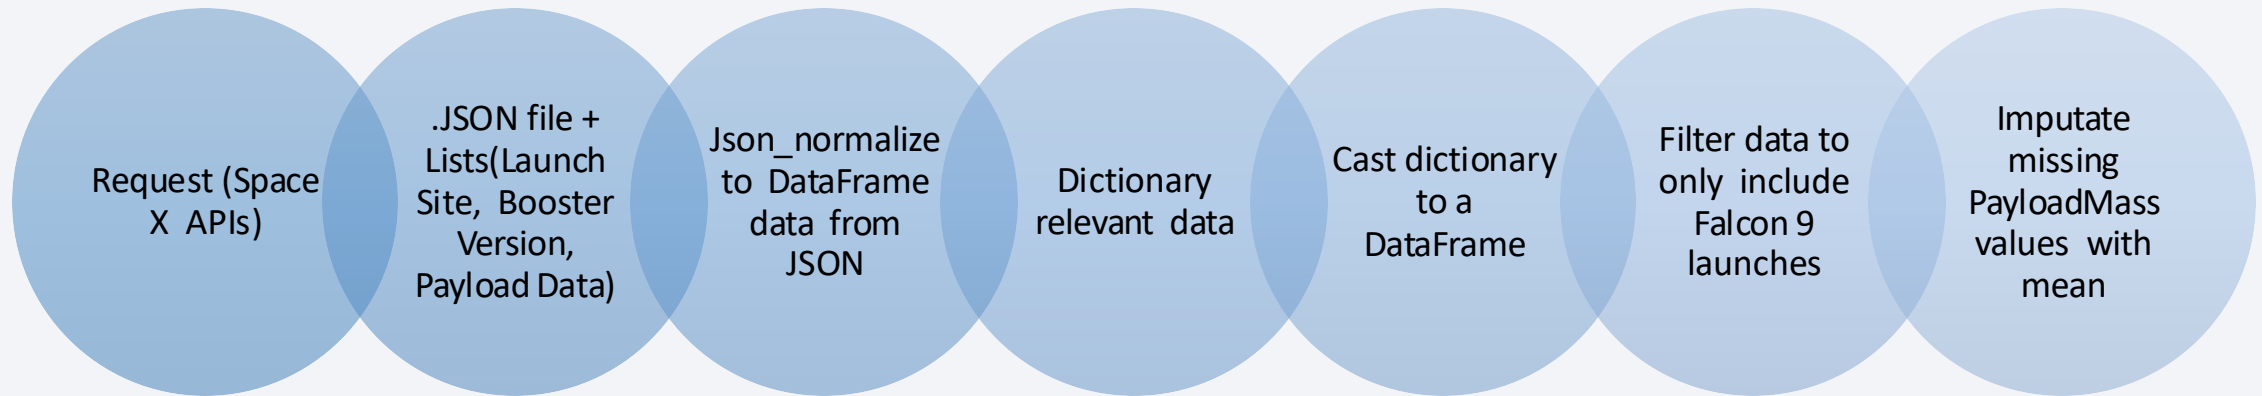 Request (Space
X APIs)
.JSON file +
Lists(Launch
Site, Booster
Version,
Payload Data)
Json_normalize
to DataFrame
data from
JSON
Dictionary
relevant data
Cast dictionary
to a
DataFrame
Filter data to
only include
Falcon 9
launches
Imputate
missing
PayloadMass
values with
mean